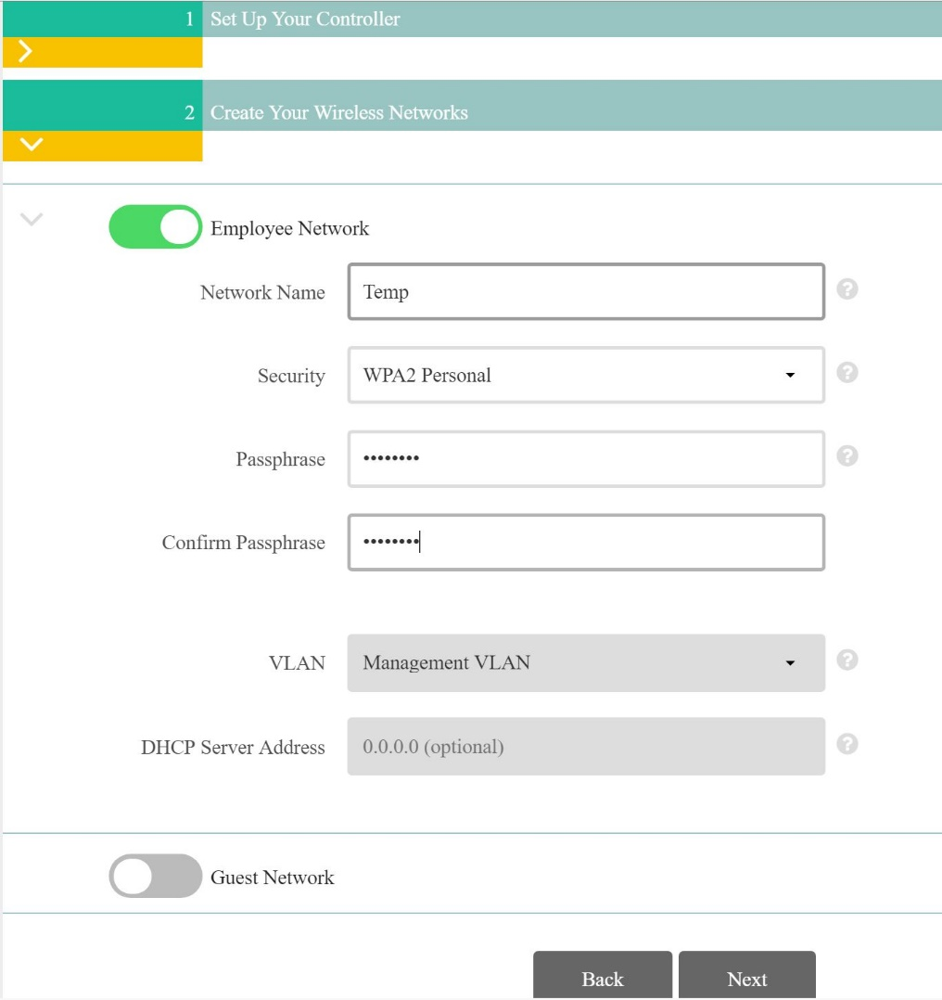 1 Set Up Your Controller
2 Create Your Wireless Networks
Employee Network
Network Name Temp ?
Security WPA2 Personal ?
Passphrase •••••••• ?
Confirm Passphrase ••••••••
VLAN Management VLAN ?
DHCP Server Address 0.0.0.0 (optional) ?
Guest Network
Back Next